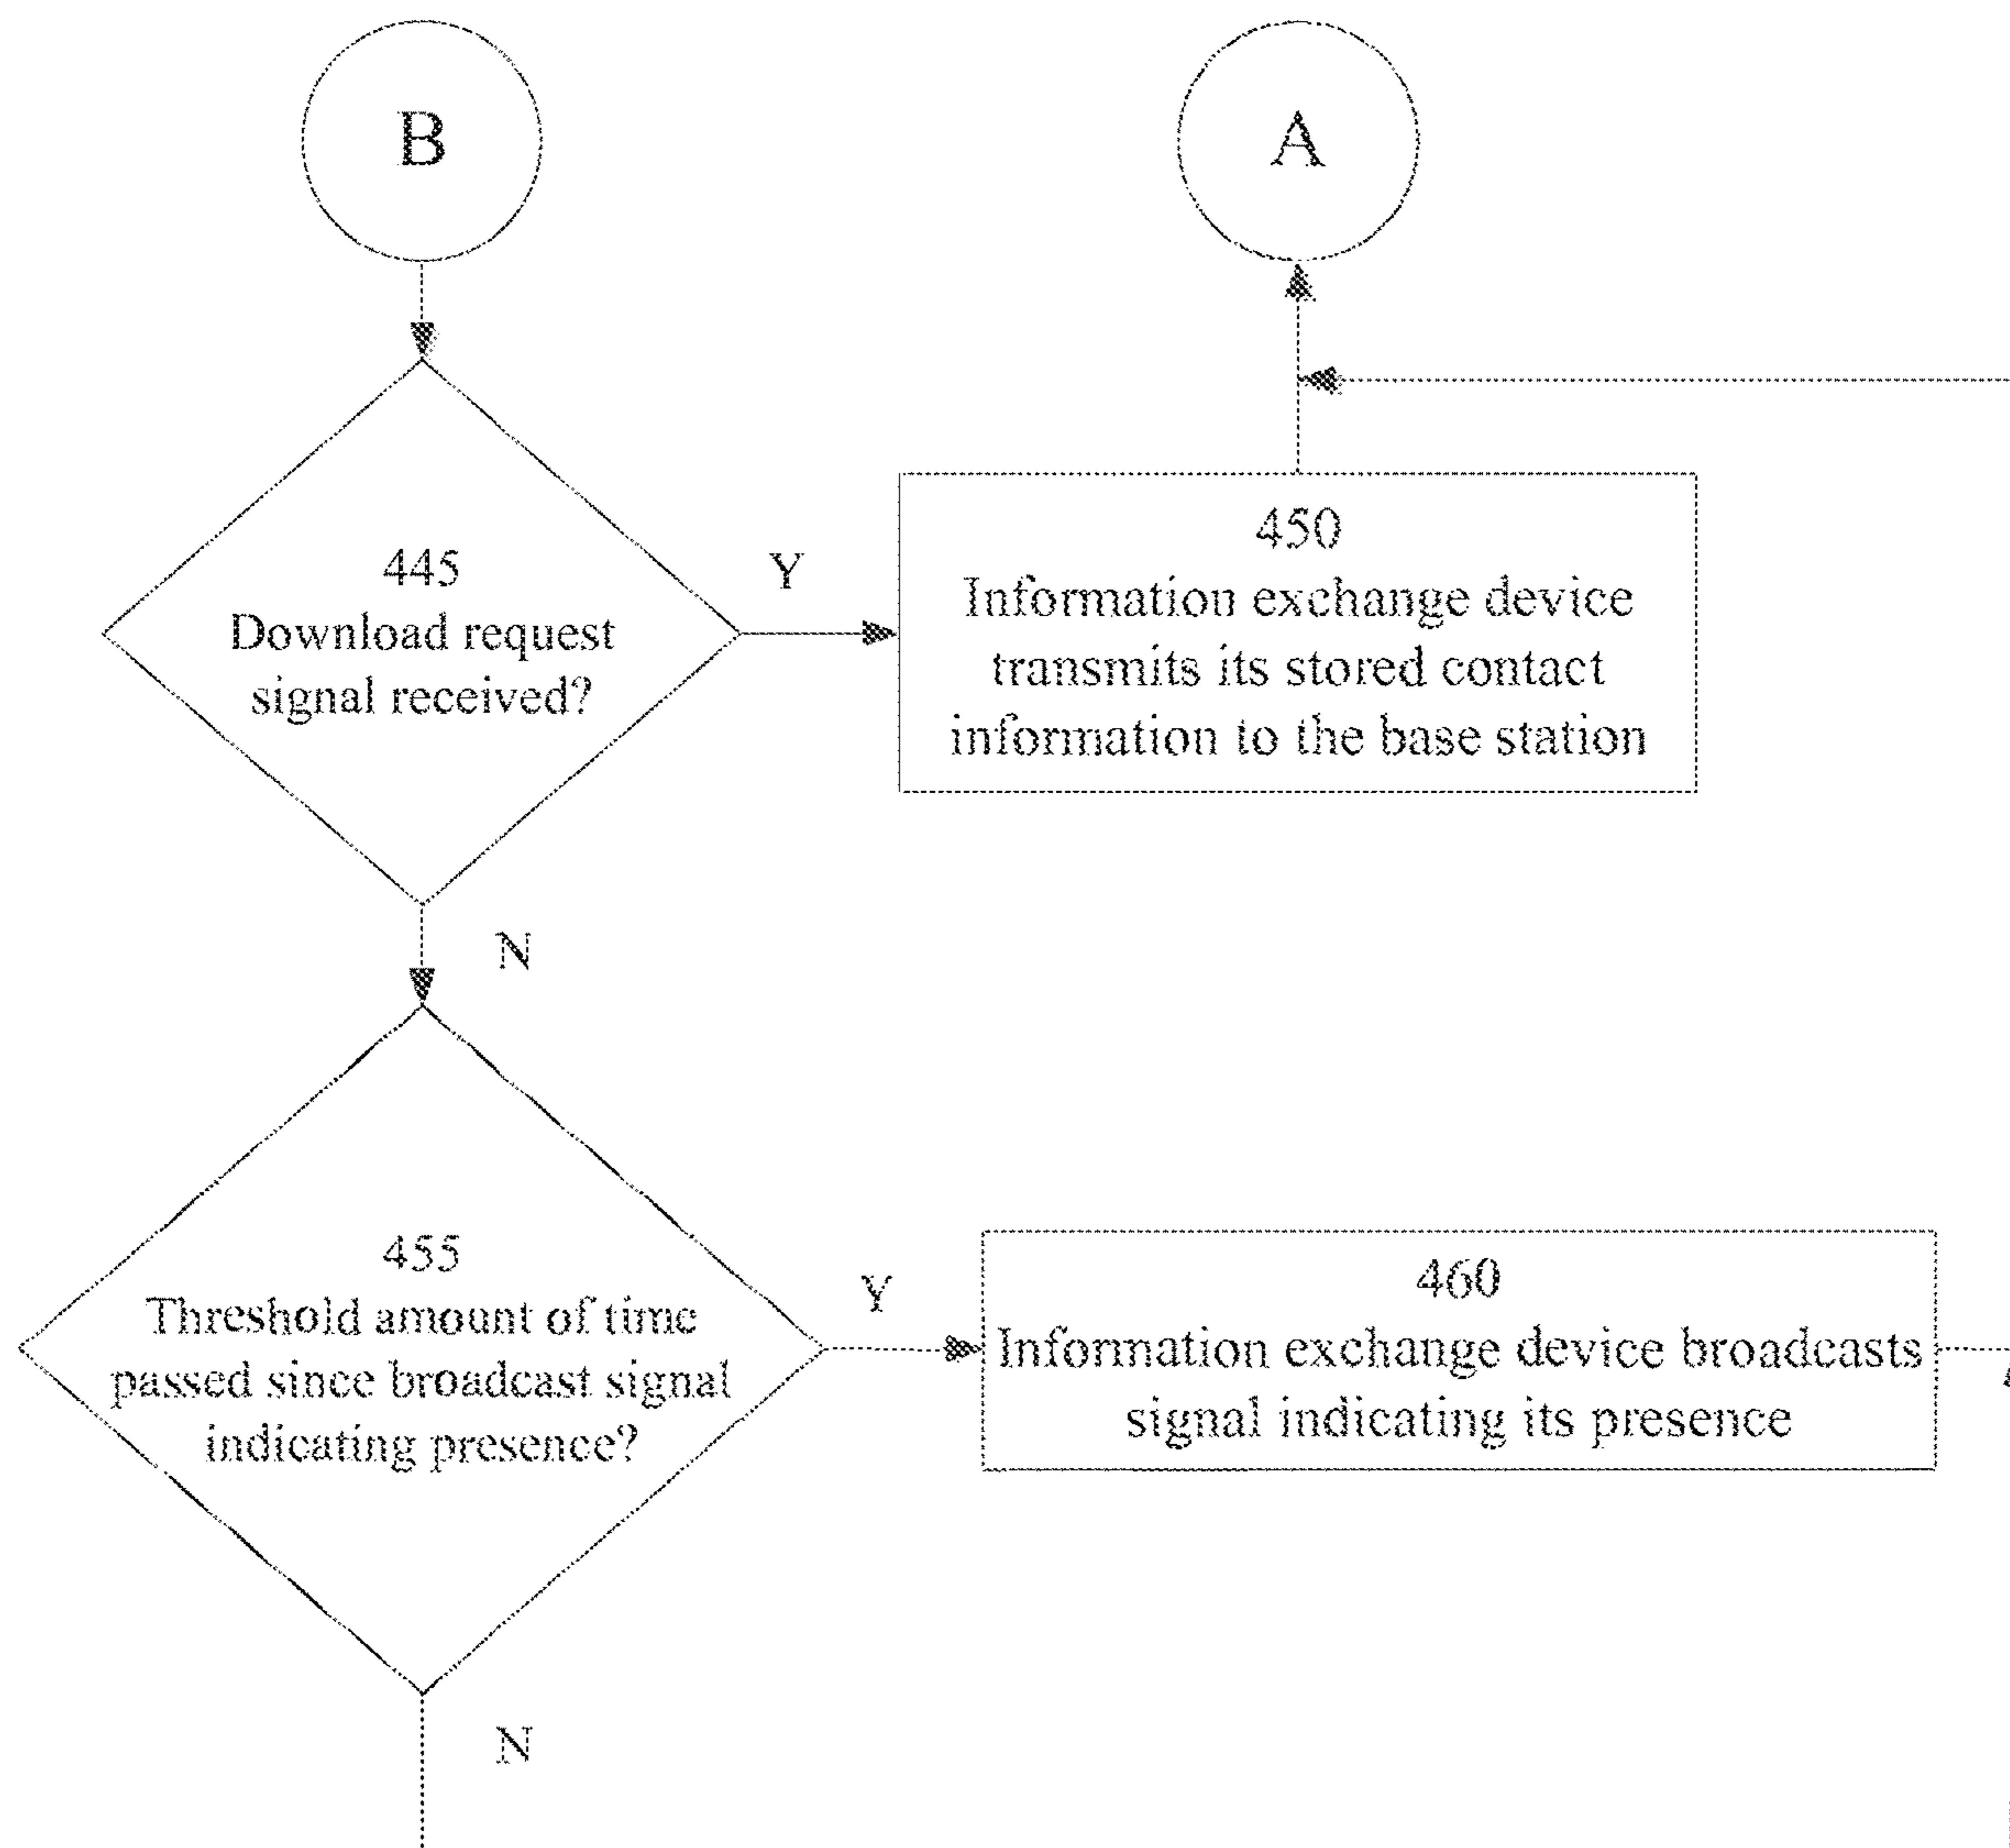 B
A
445
Download request
signal received?
Y
450
Information exchange device
transmits its stored contact
information to the base station
N
455
Threshold amount of time
passed since broadcast signal
indicating presence?
Y
460
Information exchange device broadcasts
signal indicating its presence
N